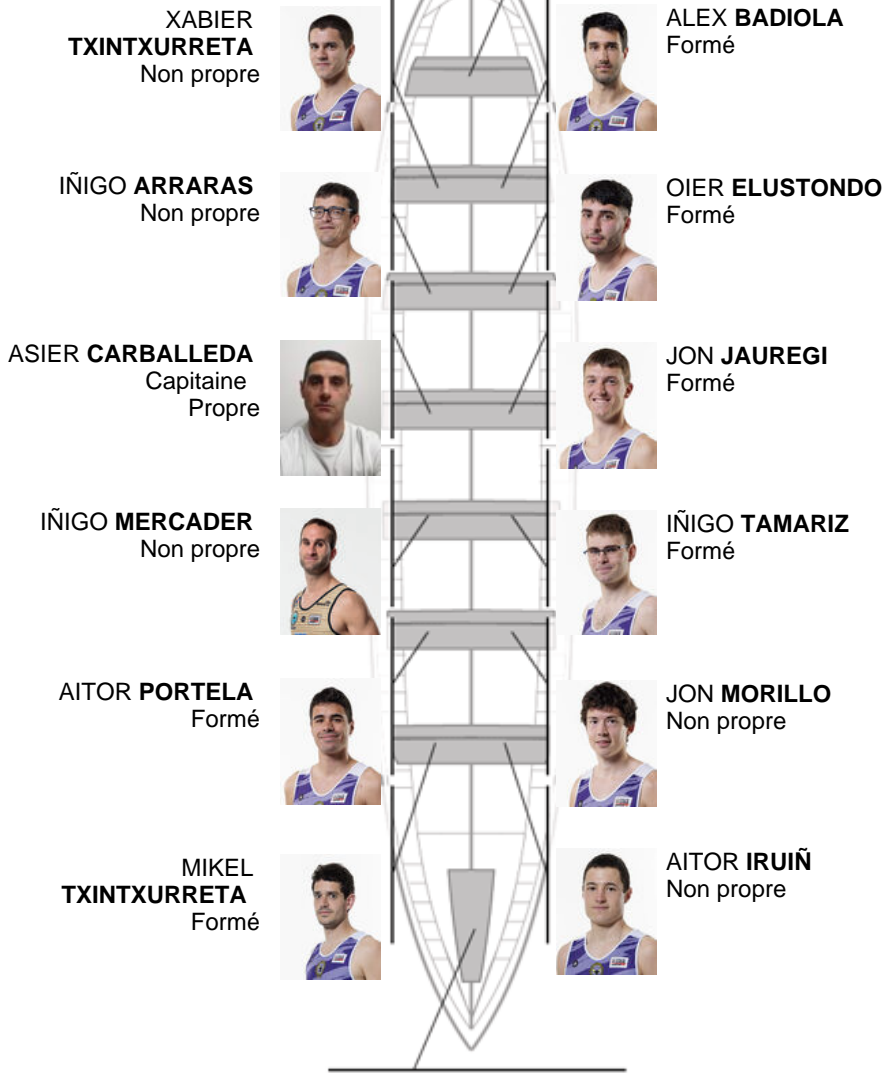 XABIER
TXINTXURRETA
Non propre
ALEX BADIOLA
Formé
IÑIGO ARRARAS
Non propre
OIER ELUSTONDO
Formé
ASIER CARBALLEDA
Capitaine
Propre
JON JAUREGI
Formé
IÑIGO MERCADER
Non propre
IÑIGO TAMARIZ
Formé
AITOR PORTELA
Formé
JON MORILLO
Non propre
MIKEL
TXINTXURRETA
Formé
AITOR IRUIÑ
Non propre